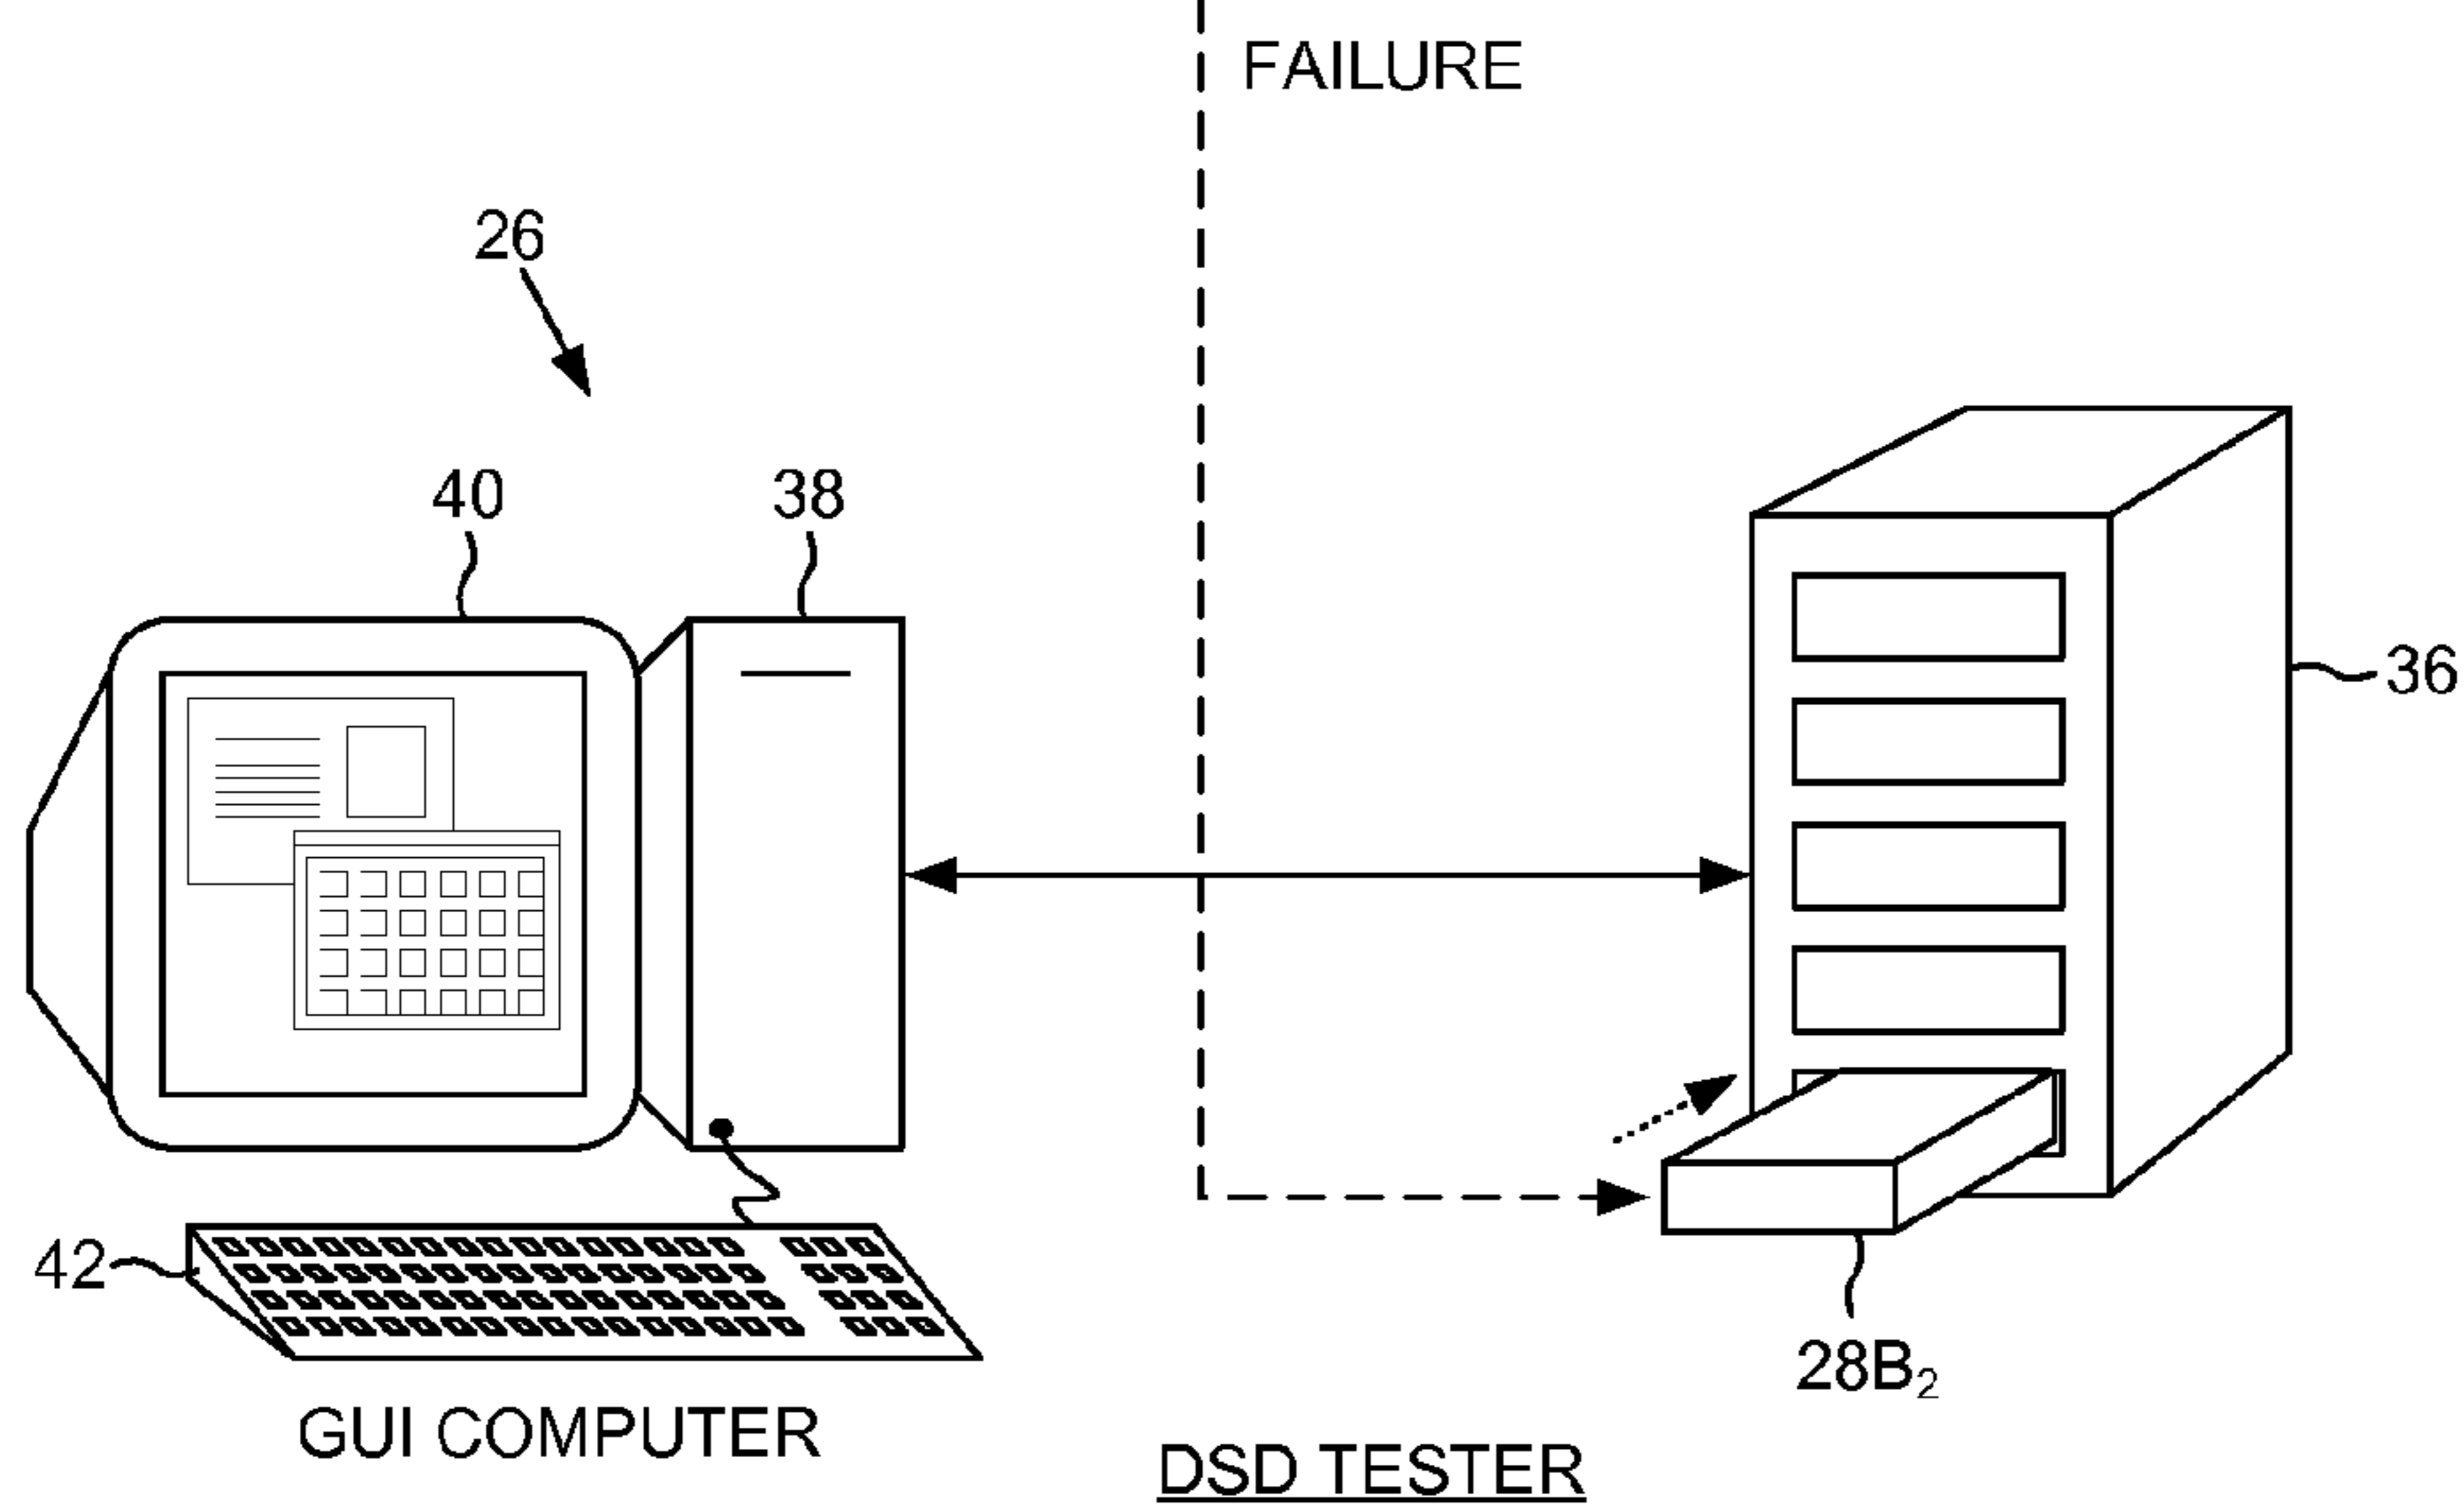 FAILURE
26
40
38
36
42
28B₂
GUI COMPUTER
DSD TESTER